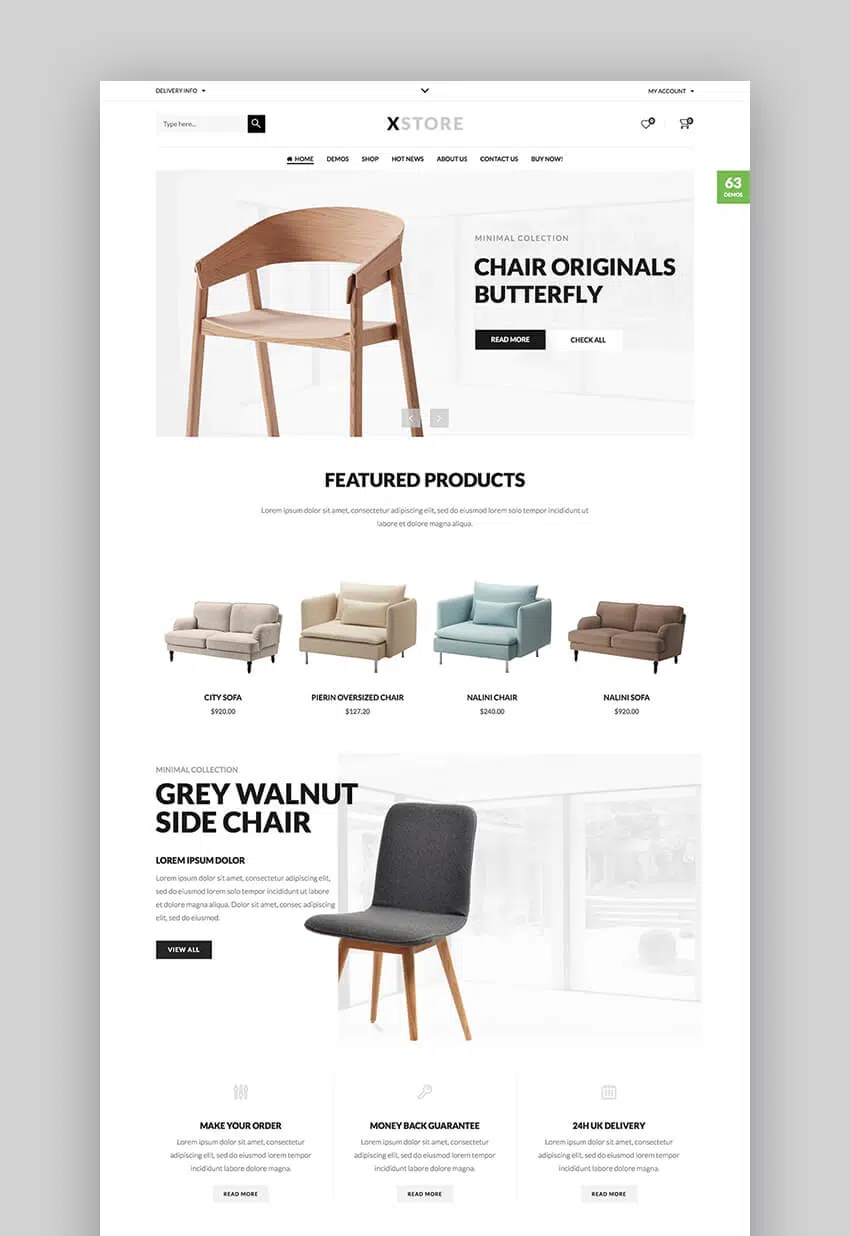 DELIVERY INFO
MY ACCOUNT
Type here...
XSTORE
0
0
HOME DEMOS SHOP HOT NEWS ABOUT US CONTACT US BUY NOW!
63
DEMOS
MINIMAL COLECTION
CHAIR ORIGINALS
BUTTERFLY
READ MORE CHECK ALL
FEATURED PRODUCTS
Lorem ipsum dolor sit amet, consectetur adipiscing elit, sed do eiusmod lorem solo tempor incididunt ut
labore et dolore magna aliqua.
CITY SOFA
$920.00
PIERIN OVERSIZED CHAIR
$127.20
NALINI CHAIR
$240.00
NALINI SOFA
$920.00
MINIMAL COLLECTION
GREY WALNUT
SIDE CHAIR
LOREM IPSUM DOLOR
Lorem ipsum dolor sit amet, consectetur adipiscing elit,
sed do eiusmod lorem solo tempor incididunt ut labore
et dolore magna aliqua. Dolor sit amet, consec adipiscing
elit, sed do eiusmod.
VIEW ALL
MAKE YOUR ORDER
Lorem ipsum dolor sit amet, consectetur
adipiscing elit, sed do eiusmod tempor
incididunt labore dolore magna.
READ MORE
MONEY BACK GUARANTEE
Lorem ipsum dolor sit amet, consectetur
adipiscing elit, sed do eiusmod tempor
incididunt labore dolore magna.
READ MORE
24H UK DELIVERY
Lorem ipsum dolor sit amet, consectetur
adipiscing elit, sed do eiusmod tempor
incididunt labore dolore magna.
READ MORE